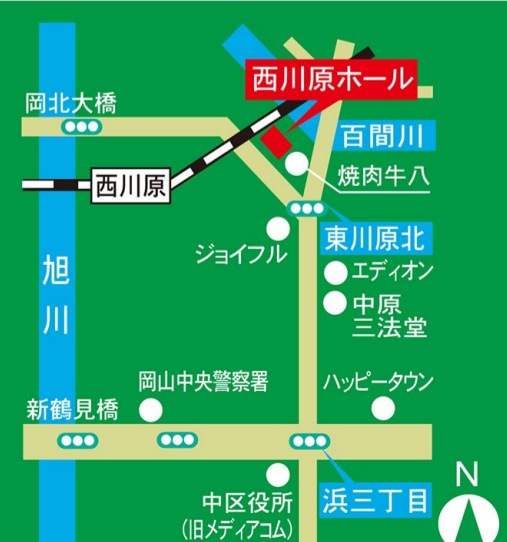 西川原ホール
岡北大橋
百間川
西川原
焼肉牛八
東川原北
ジョイフル
エディオン
旭川
中原
三法堂
岡山中央警察署
ハッピータウン
新鶴見橋
中区役所
(旧メディアコム)
浜三丁目
N